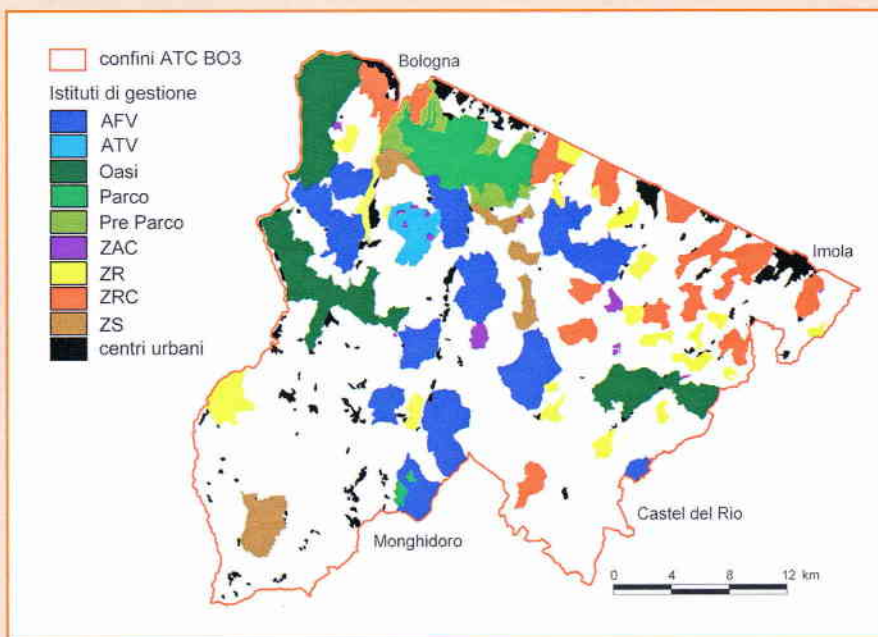 confini ATC BO3
Bologna
Istituti di gestione
AFV
ATV
Oasi
Parco
Pre Parco
ZAC
ZR
ZRC
ZS
centri urbani
Imola
Castel del Rio
Monghidoro
0 4 8 12 km